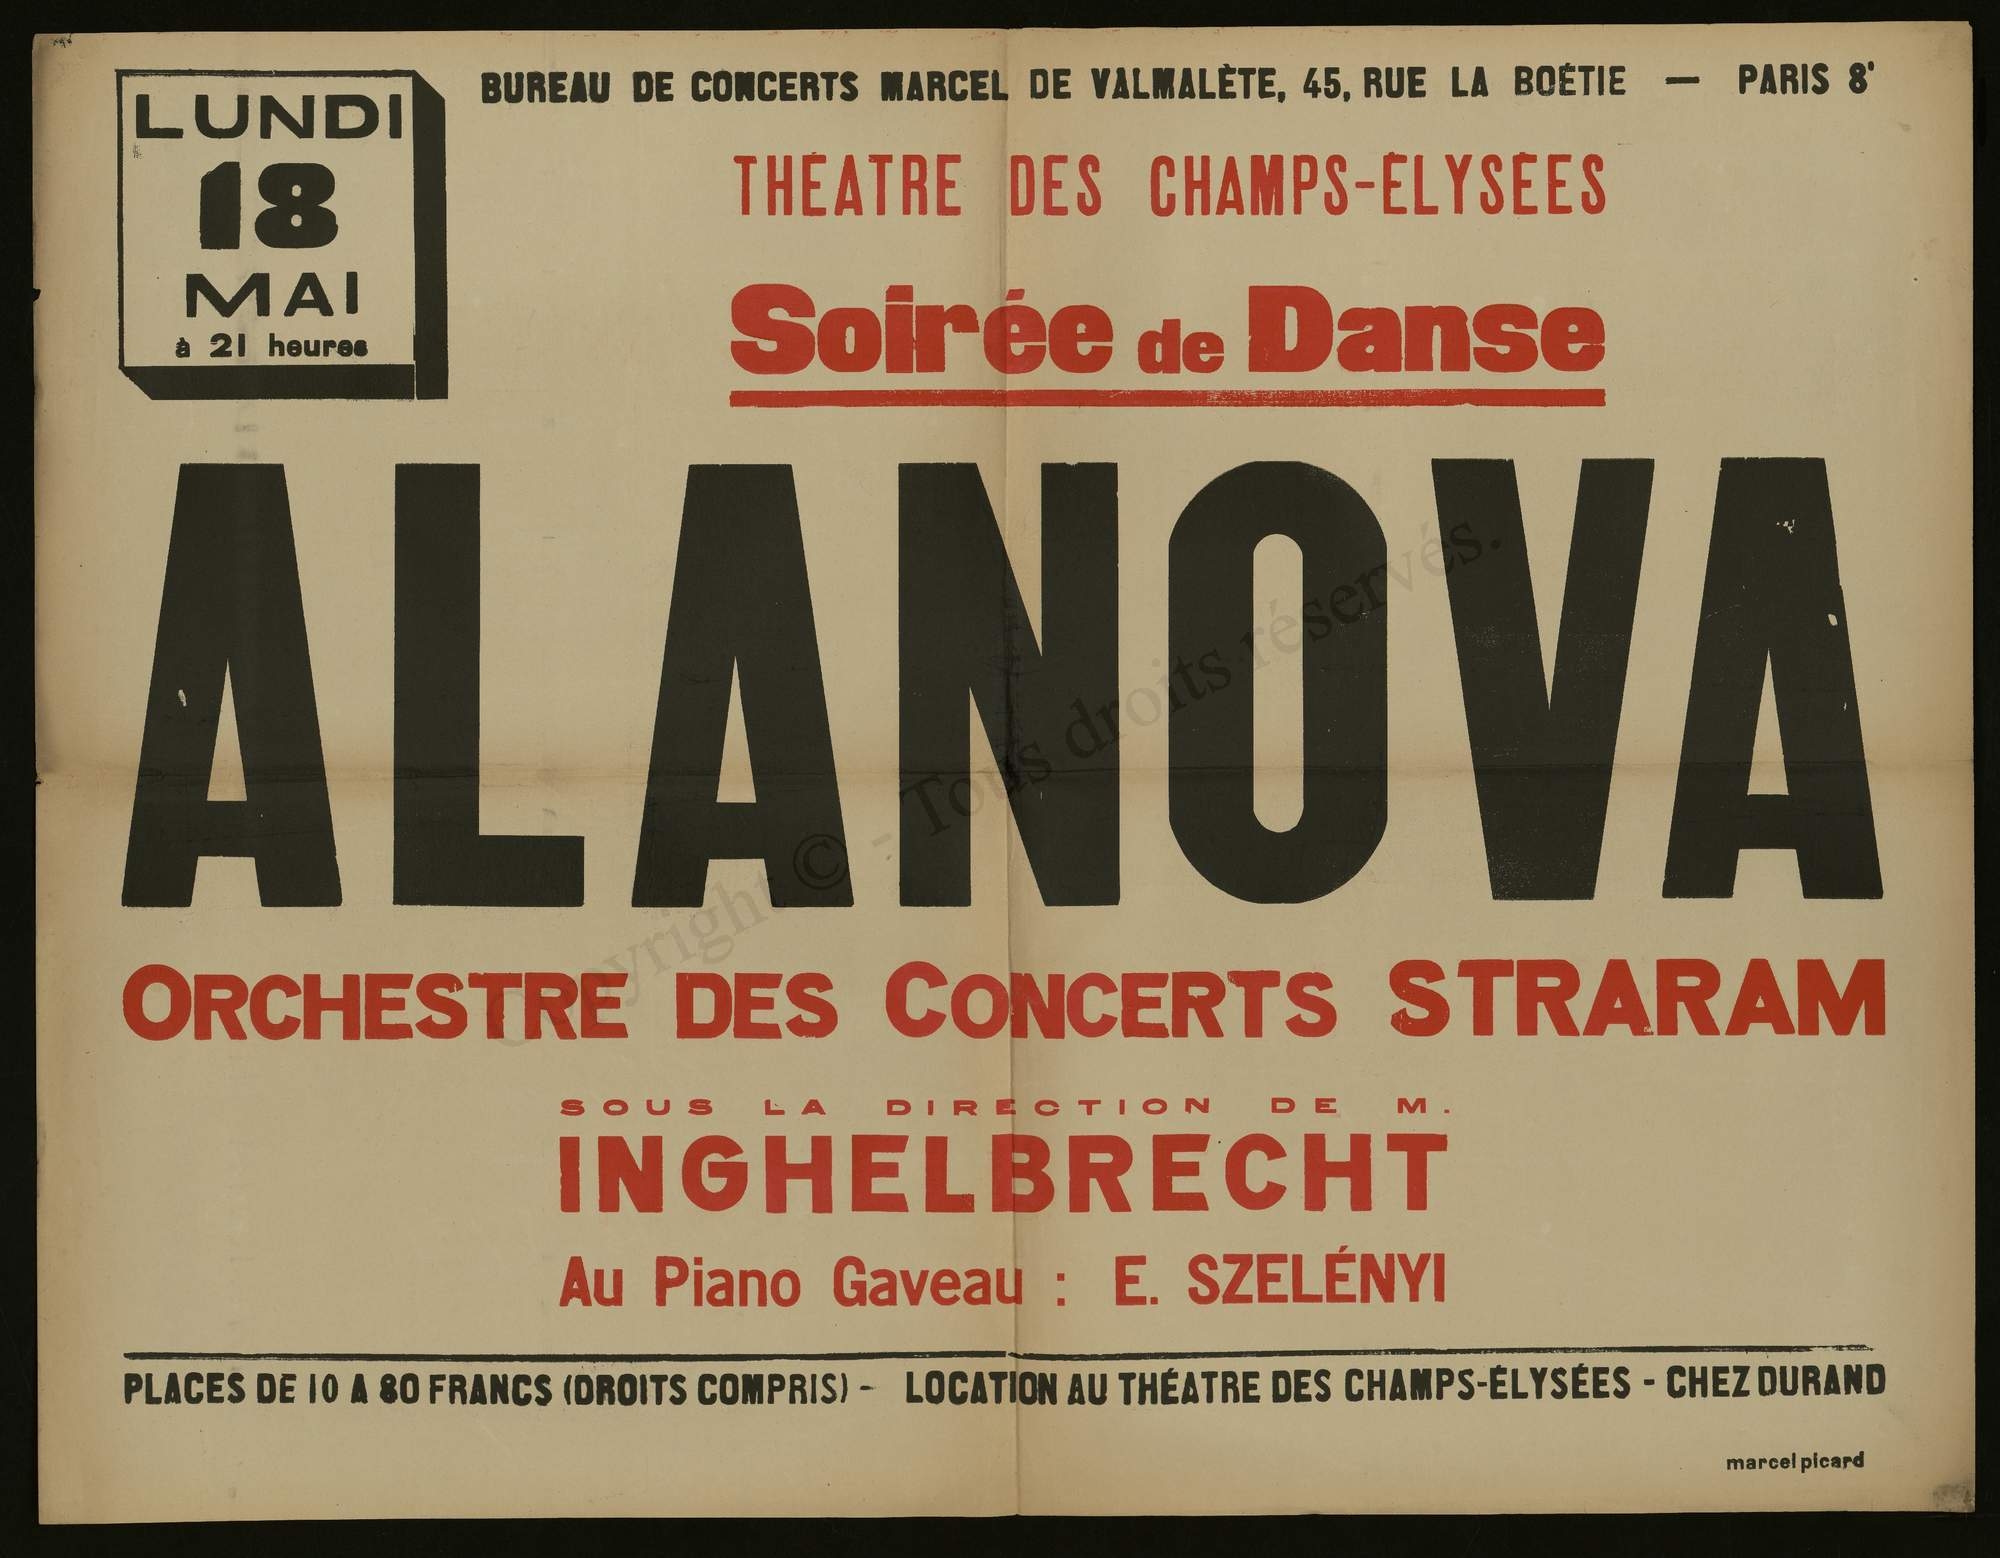 LUNDI
18
MAI
à 21 heures
BUREAU DE CONCERTS MARCEL DE VALMALÈTE, 45, RUE LA BOÉTIE — PARIS 8ᵉ
THÉATRE DES CHAMPS-ÉLYSÉES
Soirée de Danse
ALANOVA
ORCHESTRE DES CONCERTS STRARAM
SOUS LA DIRECTION DE M.
INGHELBRECHT
Au Piano Gaveau : E. SZELÉNYI
PLACES DE 10 A 80 FRANCS (DROITS COMPRIS) - LOCATION AU THÉATRE DES CHAMPS-ÉLYSÉES - CHEZ DURAND
marcel picard
Copyright © - Tous droits réservés.